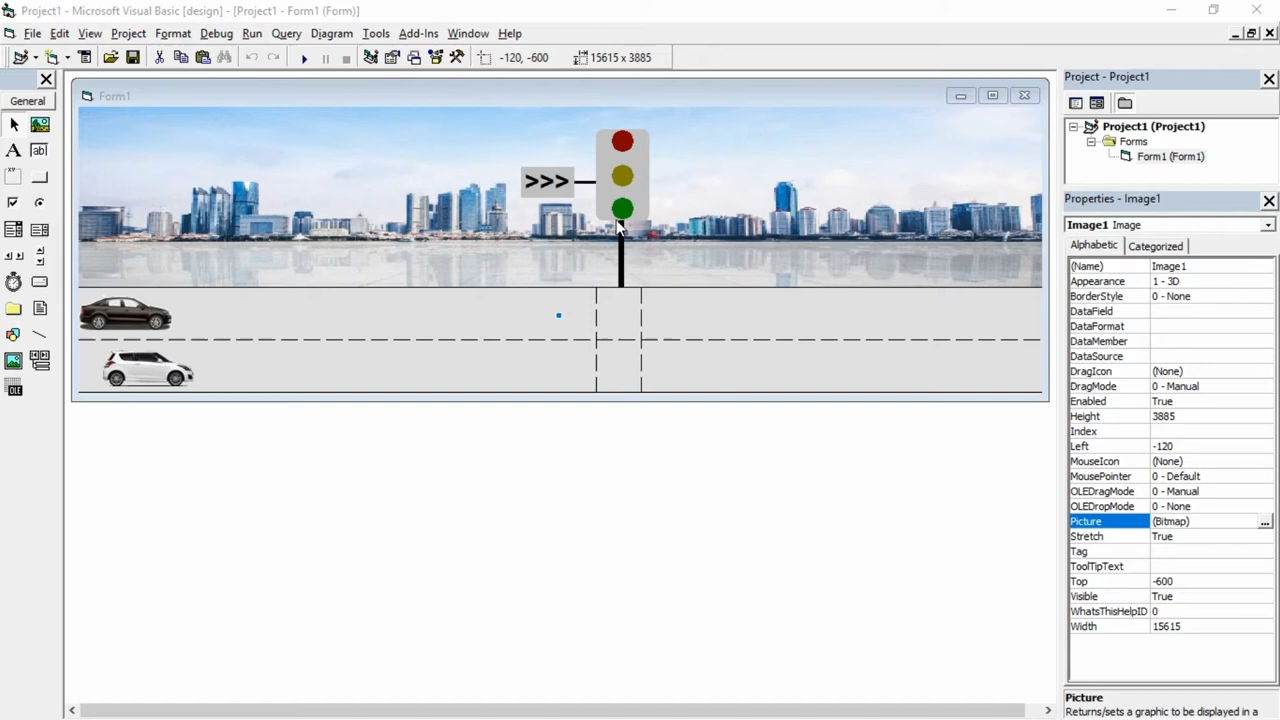 Project1 - Microsoft Visual Basic [design] - [Project1 - Form1 (Form)]
File Edit View Project Format Debug Run Query Diagram Tools Add-Ins Window Help
-120, -600 15615 x 3885
General
A ab|
OLE
Form1
>>>
Project - Project1
Project1 (Project1)
Forms
Form1 (Form1)
Properties - Image1
Image1 Image
Alphabetic Categorized
(Name) Image1
Appearance 1 - 3D
BorderStyle 0 - None
DataField
DataFormat
DataMember
DataSource
DragIcon (None)
DragMode 0 - Manual
Enabled True
Height 3885
Index
Left -120
MouseIcon (None)
MousePointer 0 - Default
OLEDragMode 0 - Manual
OLEDropMode 0 - None
Picture (Bitmap) ...
Stretch True
Tag
ToolTipText
Top -600
Visible True
WhatsThisHelpID 0
Width 15615
Picture
Returns/sets a graphic to be displayed in a